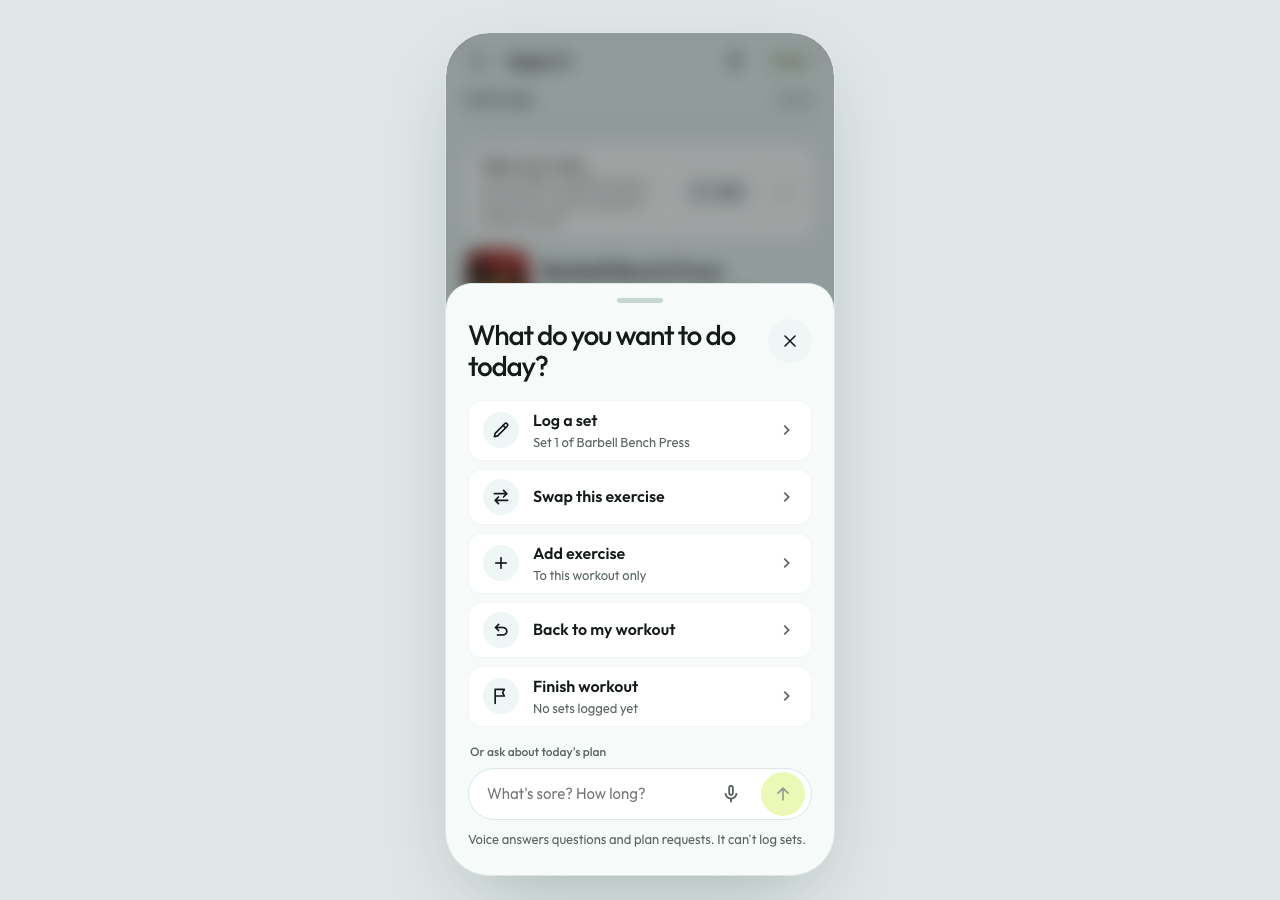 What do you want to do
today?
Log a set
Set 1 of Barbell Bench Press
Swap this exercise
Add exercise
To this workout only
Back to my workout
Finish workout
No sets logged yet
Or ask about today's plan
What's sore? How long?
Voice answers questions and plan requests. It can't log sets.